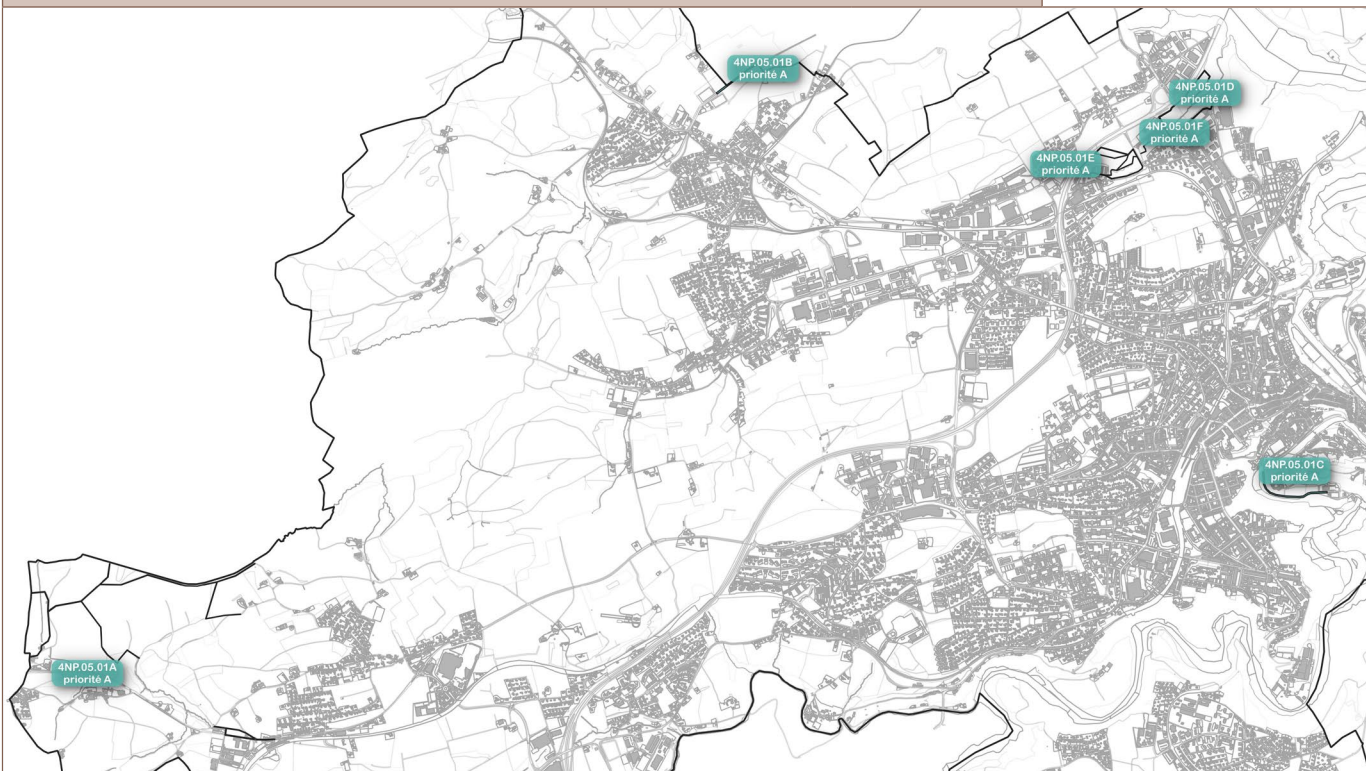 4NP.05.01B
priorité A
4NP.05.01D
priorité A
4NP.05.01F
priorité A
4NP.05.01E
priorité A
4NP.05.01C
priorité A
4NP.05.01A
priorité A